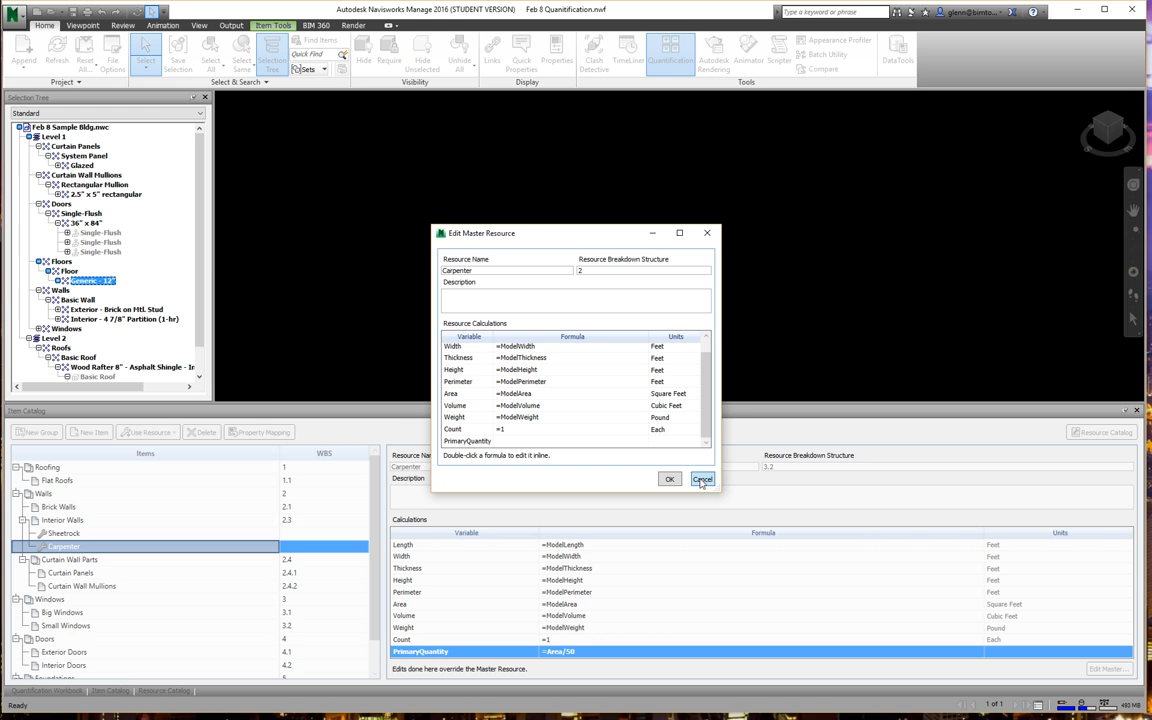 Autodesk Navisworks Manage 2016 (STUDENT VERSION) Feb 8 Quanitification.nwf
Type a keyword or phrase
glenn@bimto...
Home Viewpoint Review Animation View Output Item Tools BIM 360 Render
Append Refresh Reset All... File Options
Select Save Selection Select All Select Same Selection Tree
Find Items
Quick Find
Sets
Hide Require Hide Unselected Unhide All
Links Quick Properties Properties
Clash Detective TimeLiner Quantification Autodesk Rendering Animator Scripter
Appearance Profiler
Batch Utility
Compare
DataTools
Project Select & Search Visibility Display Tools
Selection Tree
Standard
Feb 8 Sample Bldg.nwc
Level 1
Curtain Panels
System Panel
Glazed
Curtain Wall Mullions
Rectangular Mullion
2.5" x 5" rectangular
Doors
Single-Flush
36" x 84"
Single-Flush
Single-Flush
Single-Flush
Floors
Floor
Generic - 12"
Walls
Basic Wall
Exterior - Brick on Mtl. Stud
Interior - 4 7/8" Partition (1-hr)
Windows
Level 2
Roofs
Basic Roof
Wood Rafter 8" - Asphalt Shingle - In
Basic Roof
Edit Master Resource
Resource Name Resource Breakdown Structure
Carpenter 2
Description
Resource Calculations
Variable Formula Units
Width =ModelWidth Feet
Thickness =ModelThickness Feet
Height =ModelHeight Feet
Perimeter =ModelPerimeter Feet
Area =ModelArea Square Feet
Volume =ModelVolume Cubic Feet
Weight =ModelWeight Pound
Count =1 Each
PrimaryQuantity
Double-click a formula to edit it inline.
OK Cancel
Item Catalog
New Group New Item Use Resource Delete Property Mapping
Resource Catalog
Items WBS
Roofing 1
Flat Roofs 1.1
Walls 2
Brick Walls 2.1
Interior Walls 2.3
Sheetrock
Carpenter
Curtain Wall Parts 2.4
Curtain Panels 2.4.1
Curtain Wall Mullions 2.4.2
Windows 3
Big Windows 3.1
Small Windows 3.2
Doors 4
Exterior Doors 4.1
Interior Doors 4.2
Foundations
Resource Na Resource Breakdown Structure
Carpenter 3.2
Description
Calculations
Variable Formula Units
Length =ModelLength Feet
Width =ModelWidth Feet
Thickness =ModelThickness Feet
Height =ModelHeight Feet
Perimeter =ModelPerimeter Feet
Area =ModelArea Square Feet
Volume =ModelVolume Cubic Feet
Weight =ModelWeight Pound
Count =1 Each
PrimaryQuantity =Area/50
Edits done here override the Master Resource.
Edit Master...
Quantification Workbook Item Catalog Resource Catalog
Ready
1 of 1
493 MB